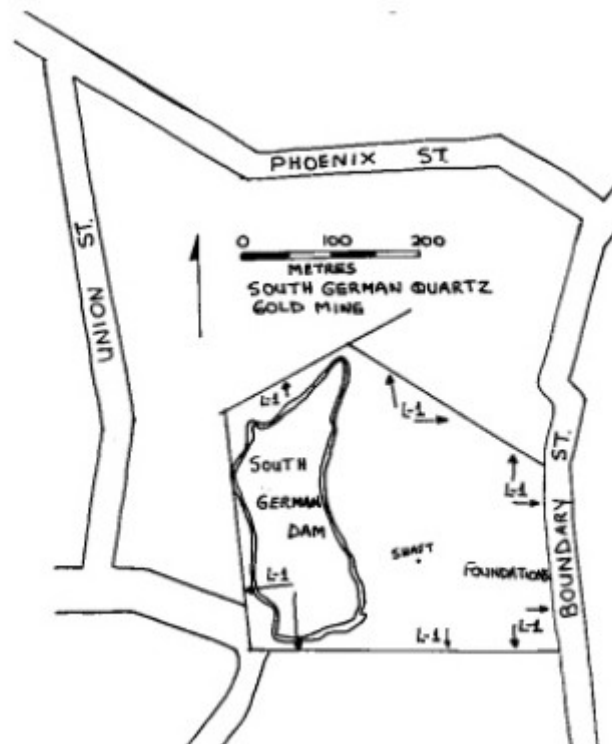 PHOENIX ST.
UNION ST.
0 100 200
METRES
SOUTH GERMAN QUARTZ
GOLD MINE
L-1
L-1
SOUTH
GERMAN
DAM
L-1
BOUNDARY ST.
SHAFT
FOUNDATIONS
L-1
L-1
L-1